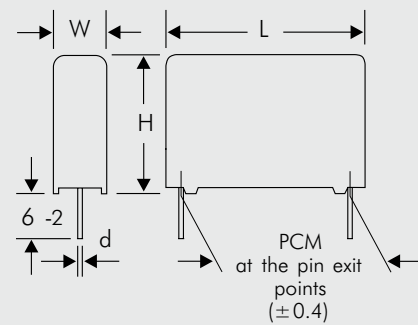 W
L
H
6 -2
d
PCM
at the pin exit
points
(±0.4)